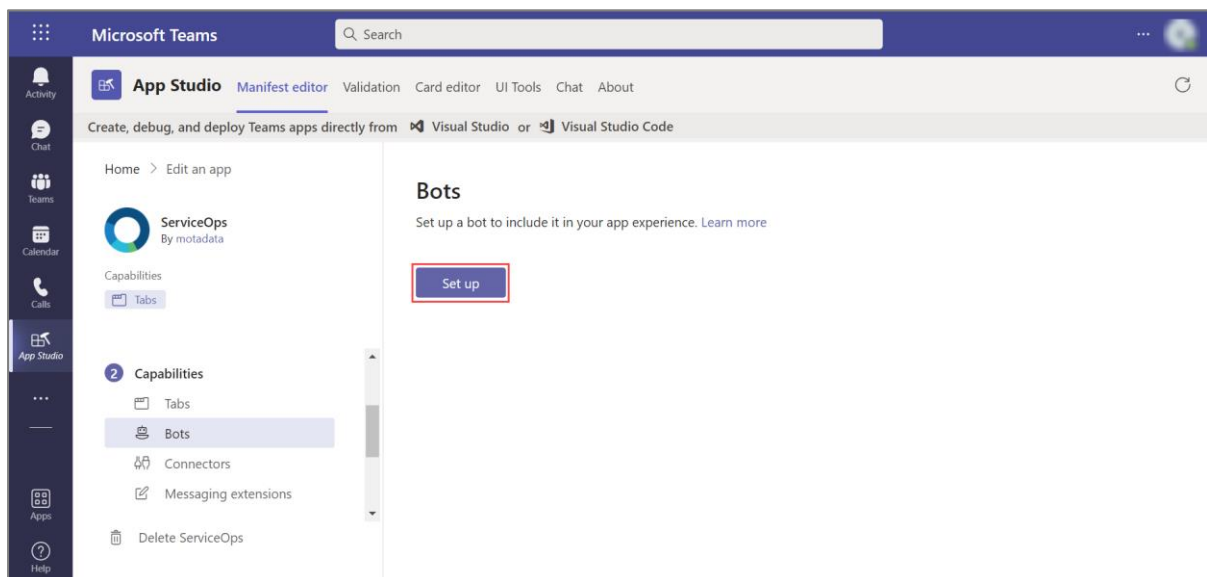 Microsoft Teams
Search
...
Activity
Chat
Teams
Calendar
Calls
App Studio
...
Apps
Help
App Studio Manifest editor Validation Card editor UI Tools Chat About
Create, debug, and deploy Teams apps directly from Visual Studio or Visual Studio Code
Home > Edit an app
ServiceOps
By motadata
Capabilities
Tabs
2 Capabilities
Tabs
Bots
Connectors
Messaging extensions
Delete ServiceOps
Bots
Set up a bot to include it in your app experience. Learn more
Set up